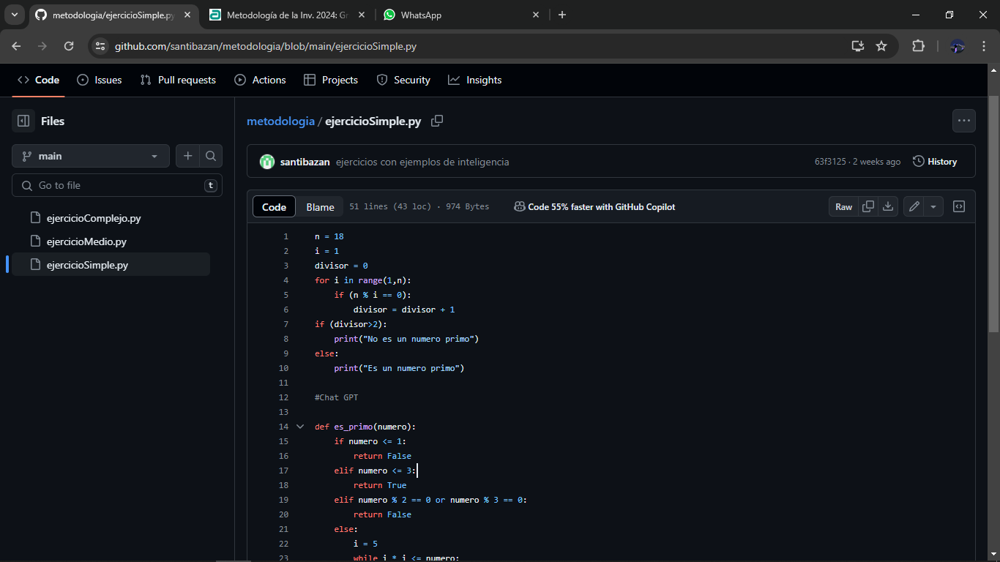 metodologia/ejercicioSimple.py
Metodología de la Inv. 2024: Gr
WhatsApp
github.com/santibazan/metodologia/blob/main/ejercicioSimple.py
Code
Issues
Pull requests
Actions
Projects
Security
Insights
Files
main
Go to file
t
ejercicioComplejo.py
ejercicioMedio.py
ejercicioSimple.py
metodologia / ejercicioSimple.py
santibazan ejercicios con ejemplos de inteligencia
63f3125 · 2 weeks ago
History
Code
Blame
51 lines (43 loc) · 974 Bytes
Code 55% faster with GitHub Copilot
Raw
1 n = 18
2 i = 1
3 divisor = 0
4 for i in range(1,n):
5 if (n % i == 0):
6 divisor = divisor + 1
7 if (divisor>2):
8 print("No es un numero primo")
9 else:
10 print("Es un numero primo")
11
12 #Chat GPT
13
14 def es_primo(numero):
15 if numero <= 1:
16 return False
17 elif numero <= 3:
18 return True
19 elif numero % 2 == 0 or numero % 3 == 0:
20 return False
21 else:
22 i = 5
23 while i * i <= numero: